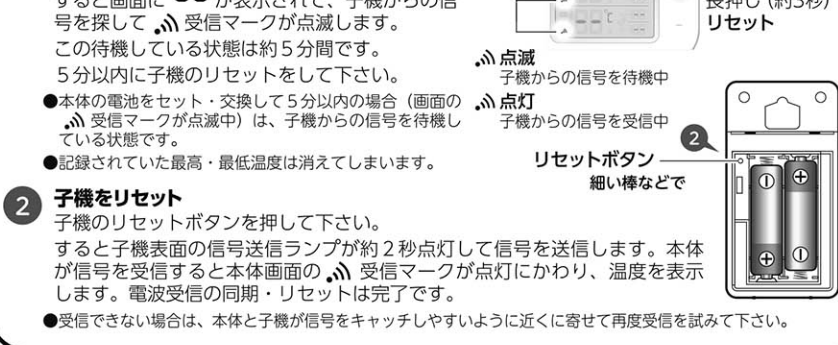 すると画面に"--"が表示されて、子機からの信
号を探して 受信マークが点滅します。
この待機している状態は約5分間です。
5分以内に子機のリセットをして下さい。
●本体の電池をセット・交換して5分以内の場合（画面の
受信マークが点滅中）は、子機からの信号を待機し
ている状態です。
●記録されていた最高・最低温度は消えてしまいます。
長押し（約3秒）
リセット
点滅
子機からの信号を待機中
点灯
子機からの信号を受信中
2
リセットボタン
細い棒などで
2 子機をリセット
子機のリセットボタンを押して下さい。
すると子機表面の信号送信ランプが約2秒点灯して信号を送信します。本体
が信号を受信すると本体画面の 受信マークが点灯にかわり、温度を表示
します。電波受信の同期・リセットは完了です。
●受信できない場合は、本体と子機が信号をキャッチしやすいように近くに寄せて再度受信を試みて下さい。